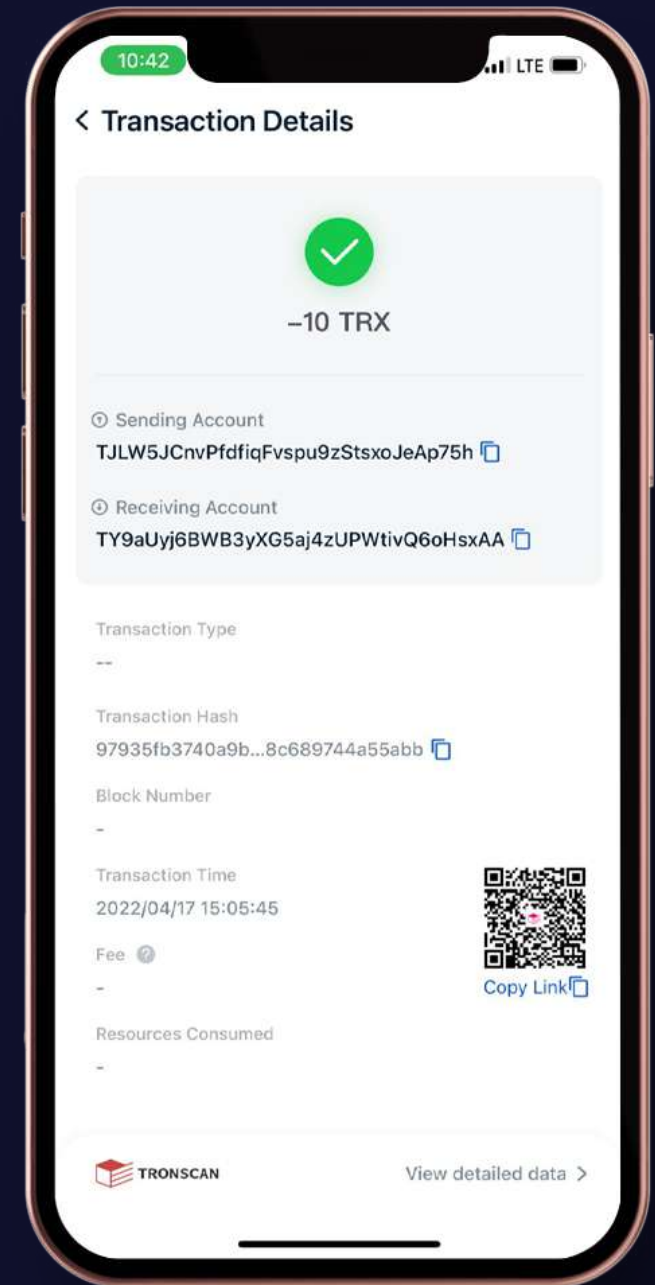 10:42
LTE
< Transaction Details
–10 TRX
Sending Account
TJLW5JCnvPfdfiqFvspu9zStsxoJeAp75h
Receiving Account
TY9aUyj6BWB3yXG5aj4zUPWtivQ6oHsxAA
Transaction Type
--
Transaction Hash
97935fb3740a9b...8c689744a55abb
Block Number
-
Transaction Time
2022/04/17 15:05:45
Fee ?
-
Copy Link
Resources Consumed
-
TRONSCAN
View detailed data >